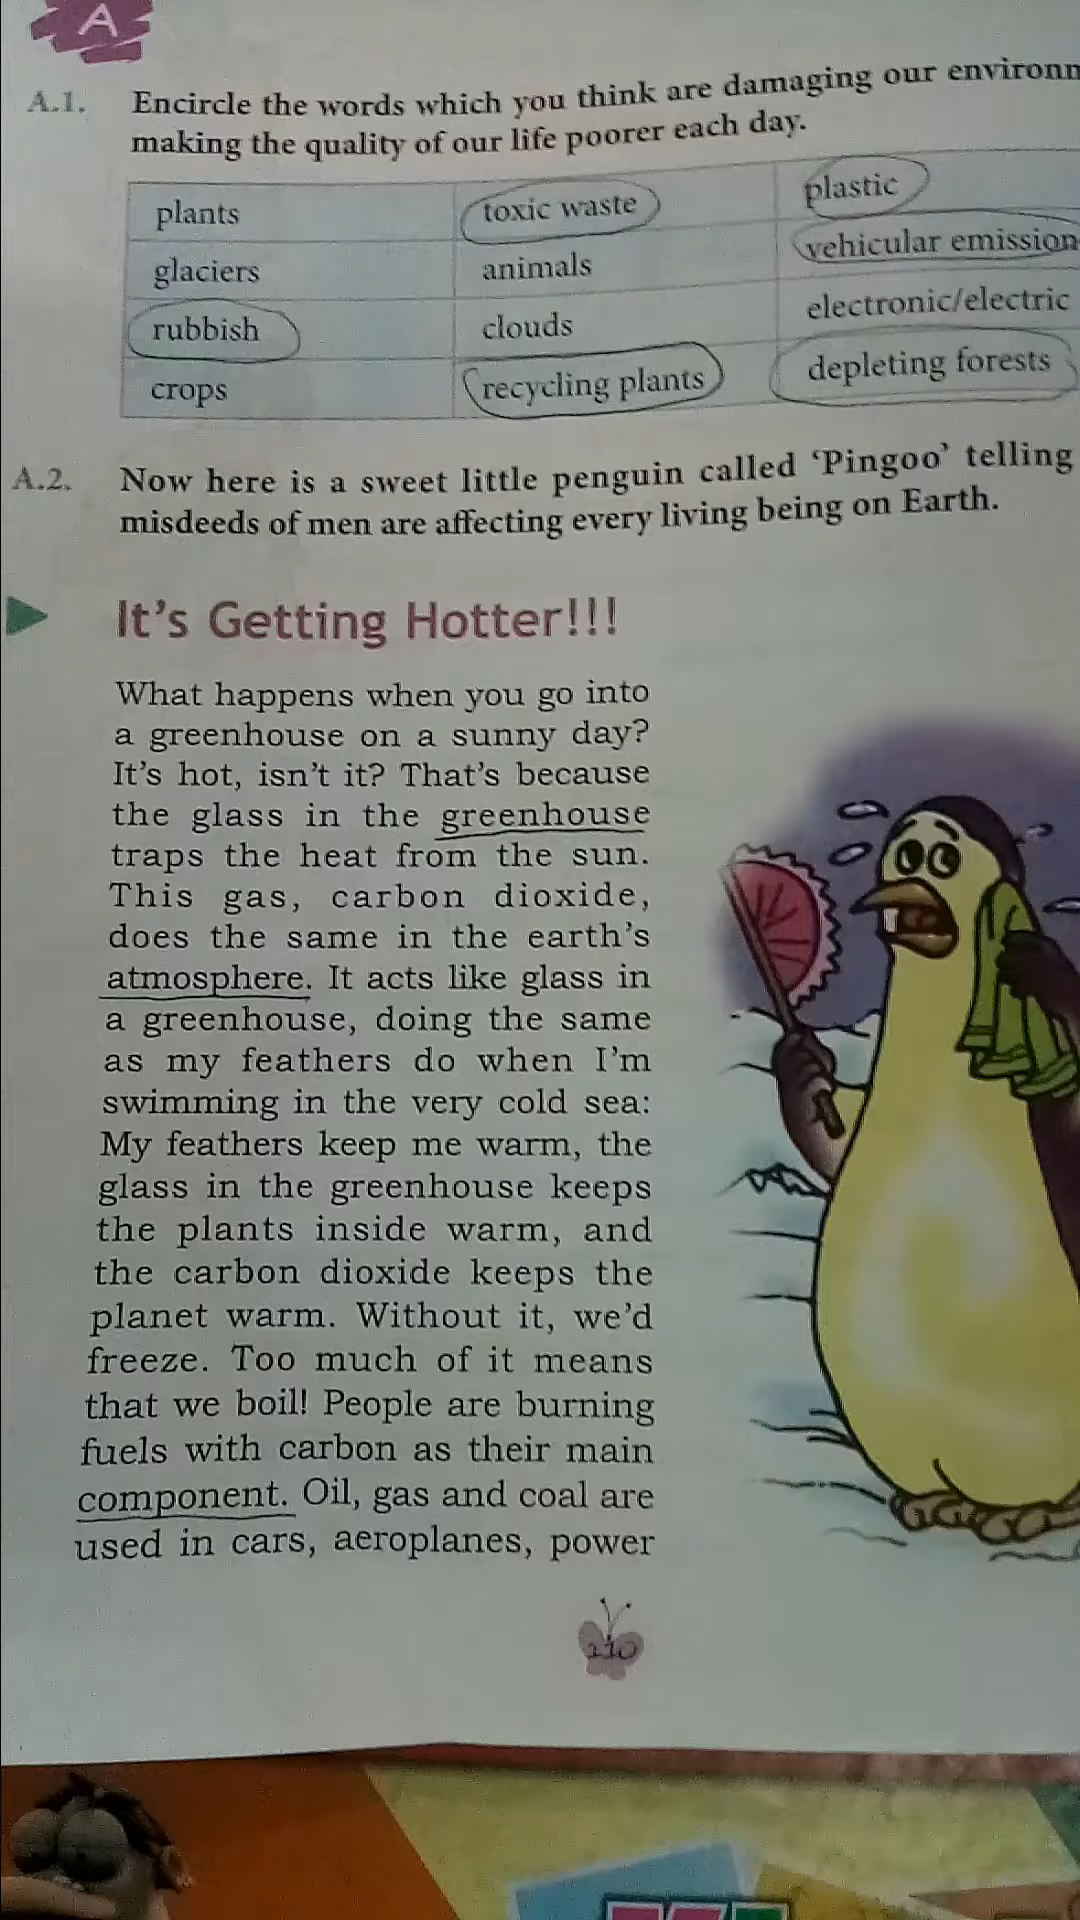 A
A.1. Encircle the words which you think are damaging our
making the quality of our life poorer each day.
plants toxic waste plastic
glaciers animals vehicular emission
rubbish clouds electronic/electric
crops recycling plants depleting forests
A.2. Now here is a sweet little penguin called ‘Pingoo’ telling
misdeeds of men are affecting every living being on Earth.
It's Getting Hotter!!!
What happens when you go into
a greenhouse on a sunny day?
It's hot, isn't it? That's because
the glass in the greenhouse
traps the heat from the sun.
This gas, carbon dioxide,
does the same in the earth's
atmosphere. It acts like glass in
a greenhouse, doing the same
as my feathers do when I'm
swimming in the very cold sea:
My feathers keep me warm, the
glass in the greenhouse keeps
the plants inside warm, and
the carbon dioxide keeps the
planet warm. Without it, we'd
freeze. Too much of it means
that we boil! People are burning
fuels with carbon as their main
component. Oil, gas and coal are
used in cars, aeroplanes, power
110